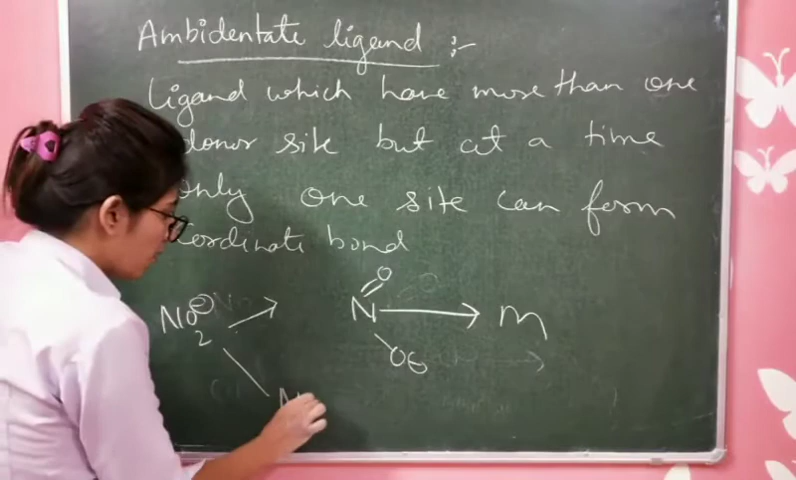 Ambidentate ligand :-
Ligand which have more than one
donor site but at a time
only one site can form
coordinate bond
O
NO2⊖ → N → M
O⊖
N